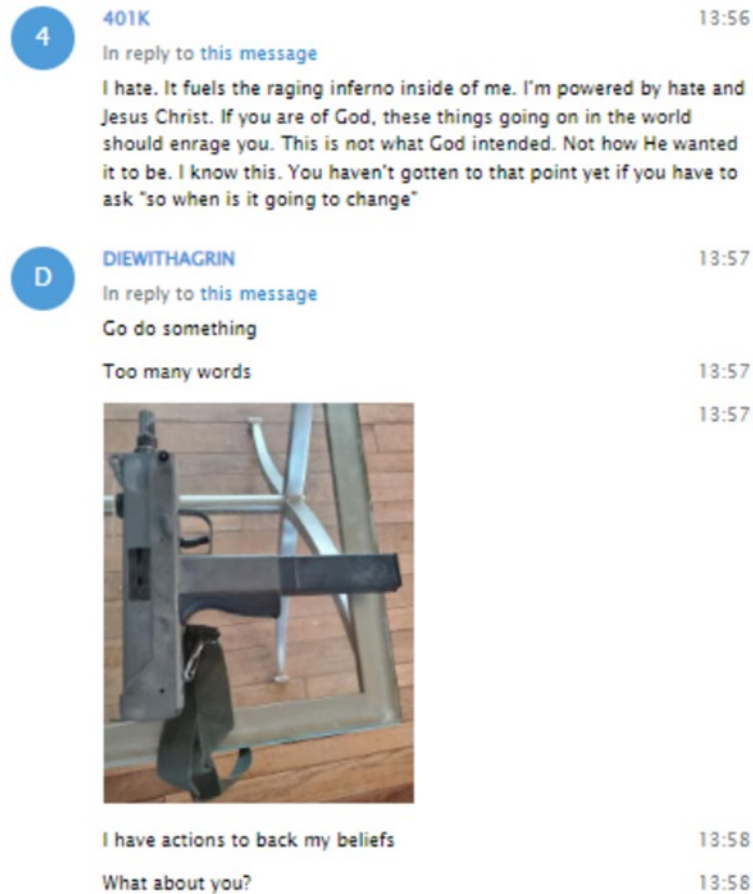 4
401K
13:56
In reply to this message
I hate. It fuels the raging inferno inside of me. I'm powered by hate and
Jesus Christ. If you are of God, these things going on in the world
should enrage you. This is not what God intended. Not how He wanted
it to be. I know this. You haven't gotten to that point yet if you have to
ask "so when is it going to change"
D
DIEWITHAGRIN
13:57
In reply to this message
Go do something
Too many words
13:57
13:57
I have actions to back my beliefs
13:58
What about you?
13:58